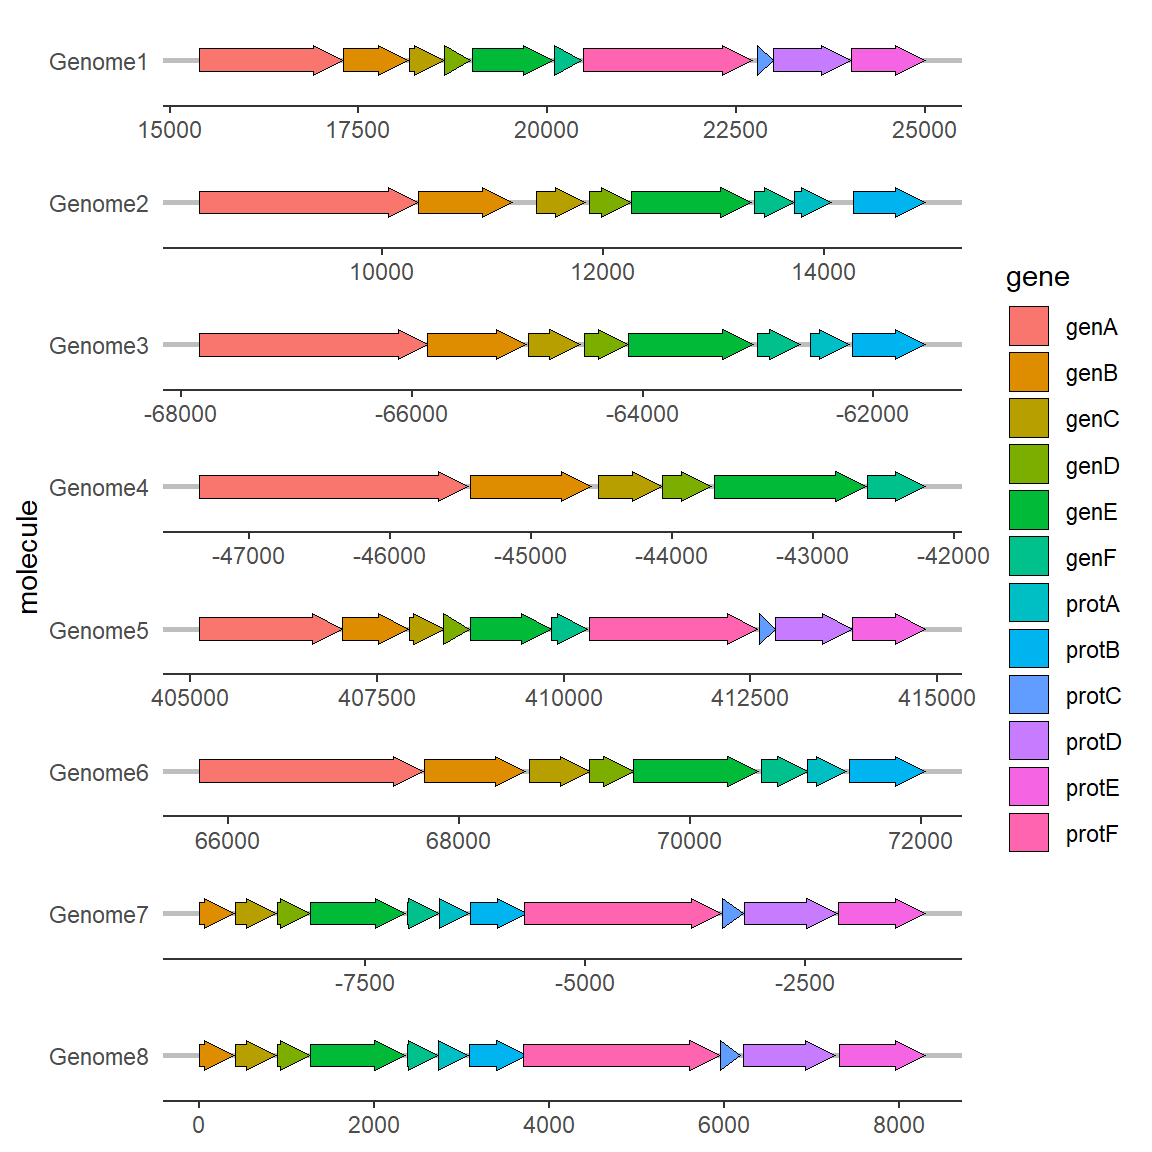 Genome1
15000 17500 20000 22500 25000
Genome2
10000 12000 14000
Genome3
-68000 -66000 -64000 -62000
Genome4
-47000 -46000 -45000 -44000 -43000 -42000
Genome5
405000 407500 410000 412500 415000
Genome6
66000 68000 70000 72000
Genome7
-7500 -5000 -2500
Genome8
0 2000 4000 6000 8000
molecule
gene
genA
genB
genC
genD
genE
genF
protA
protB
protC
protD
protE
protF